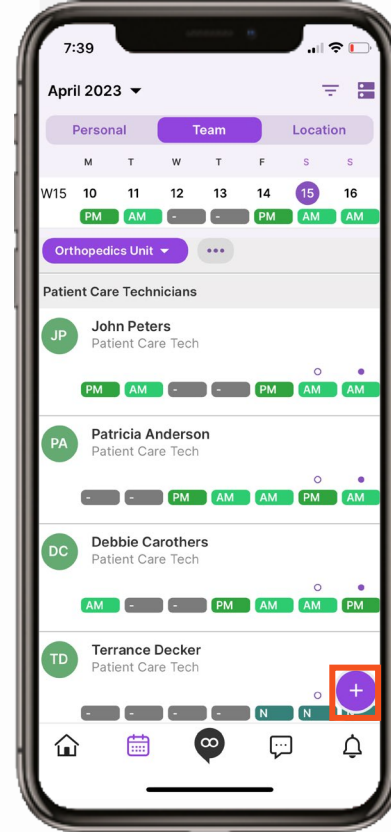 7:39
April 2023
Personal Team Location
M T W T F S S
W15 10 11 12 13 14 15 16
PM AM - - PM AM AM
Orthopedics Unit •••
Patient Care Technicians
JP John Peters
Patient Care Tech
PM AM - - PM AM AM
PA Patricia Anderson
Patient Care Tech
- - PM AM AM PM AM
DC Debbie Carothers
Patient Care Tech
AM - - PM AM AM PM
TD Terrance Decker
Patient Care Tech
+
- - - - N N